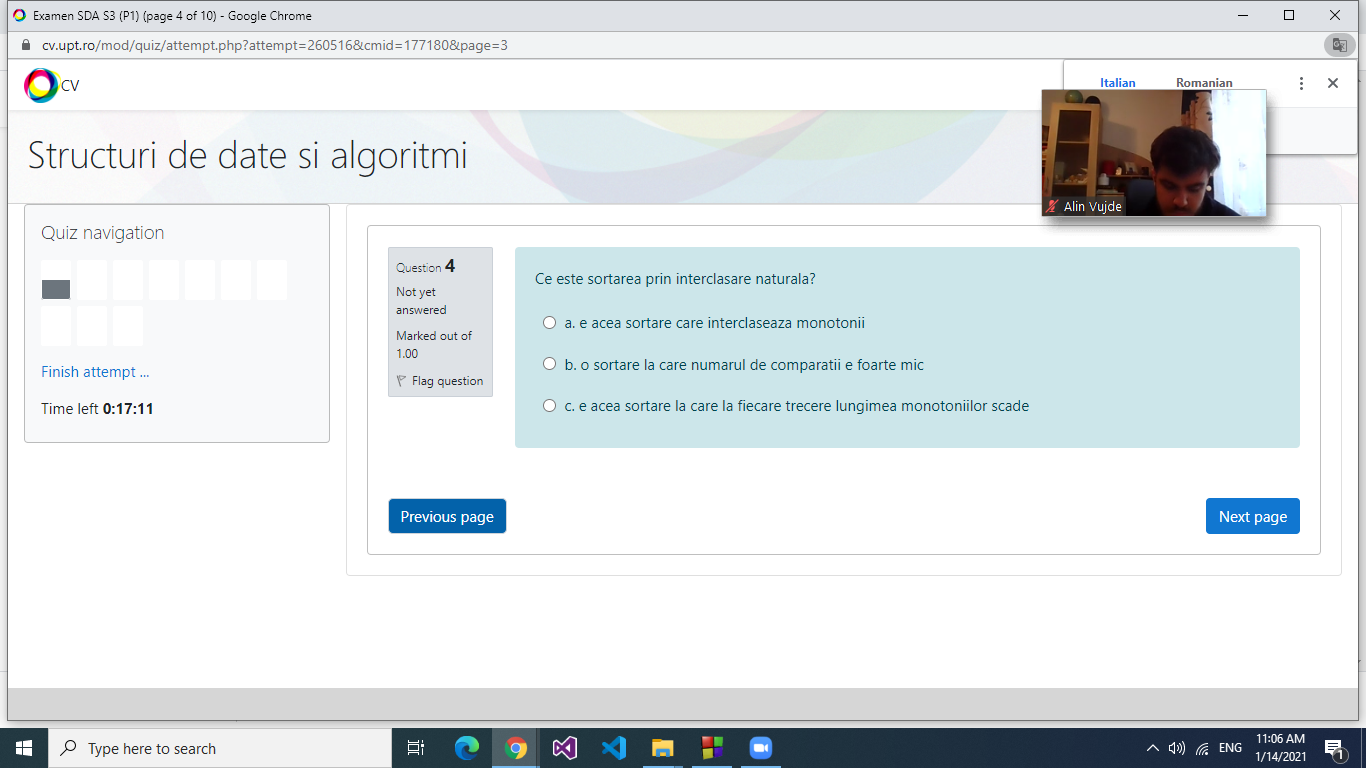 Examen SDA S3 (P1) (page 4 of 10) - Google Chrome
cv.upt.ro/mod/quiz/attempt.php?attempt=260516&cmid=177180&page=3
CV
Italian Romanian
Structuri de date si algoritmi
Alin Vujde
Quiz navigation
Finish attempt ...
Time left 0:17:11
Question 4
Not yet
answered
Marked out of
1.00
Flag question
Ce este sortarea prin interclasare naturala?
a. e acea sortare care interclaseaza monotonii
b. o sortare la care numarul de comparatii e foarte mic
c. e acea sortare la care la fiecare trecere lungimea monotoniilor scade
Previous page
Next page
Type here to search
ENG
11:06 AM
1/14/2021
1